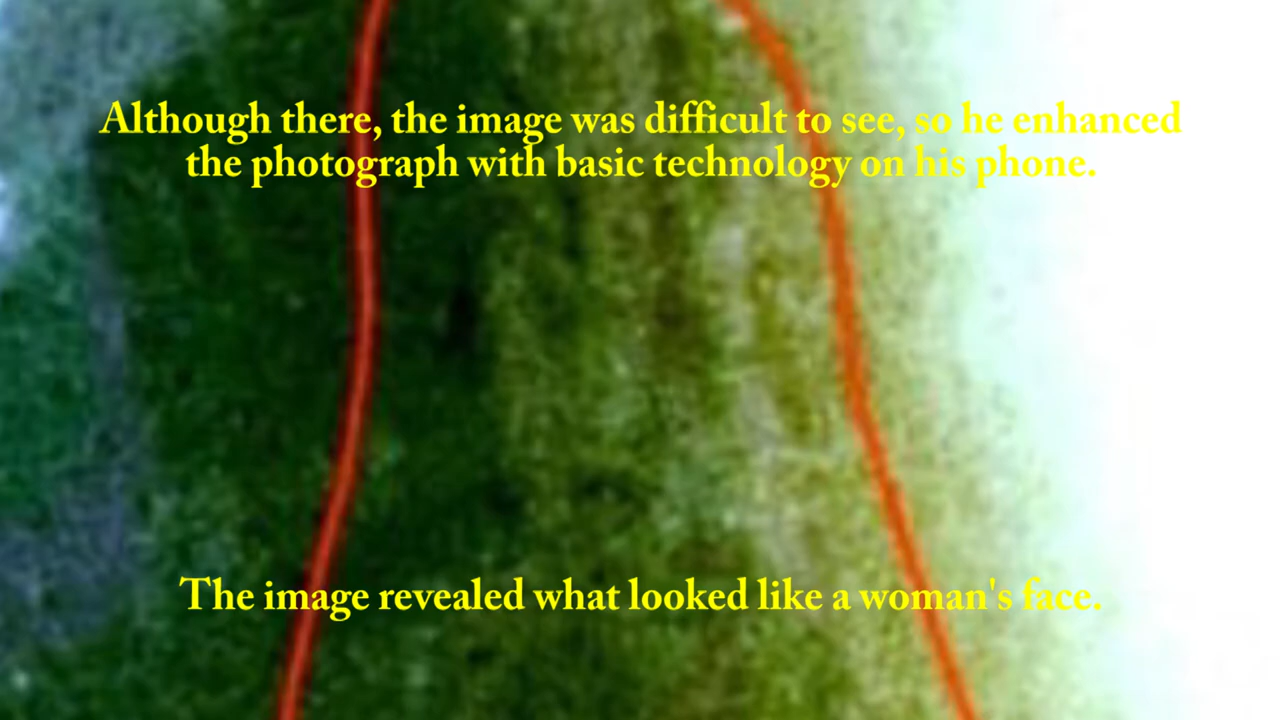 Although there, the image was difficult to see, so he enhanced
the photograph with basic technology on his phone.
The image revealed what looked like a woman's face.